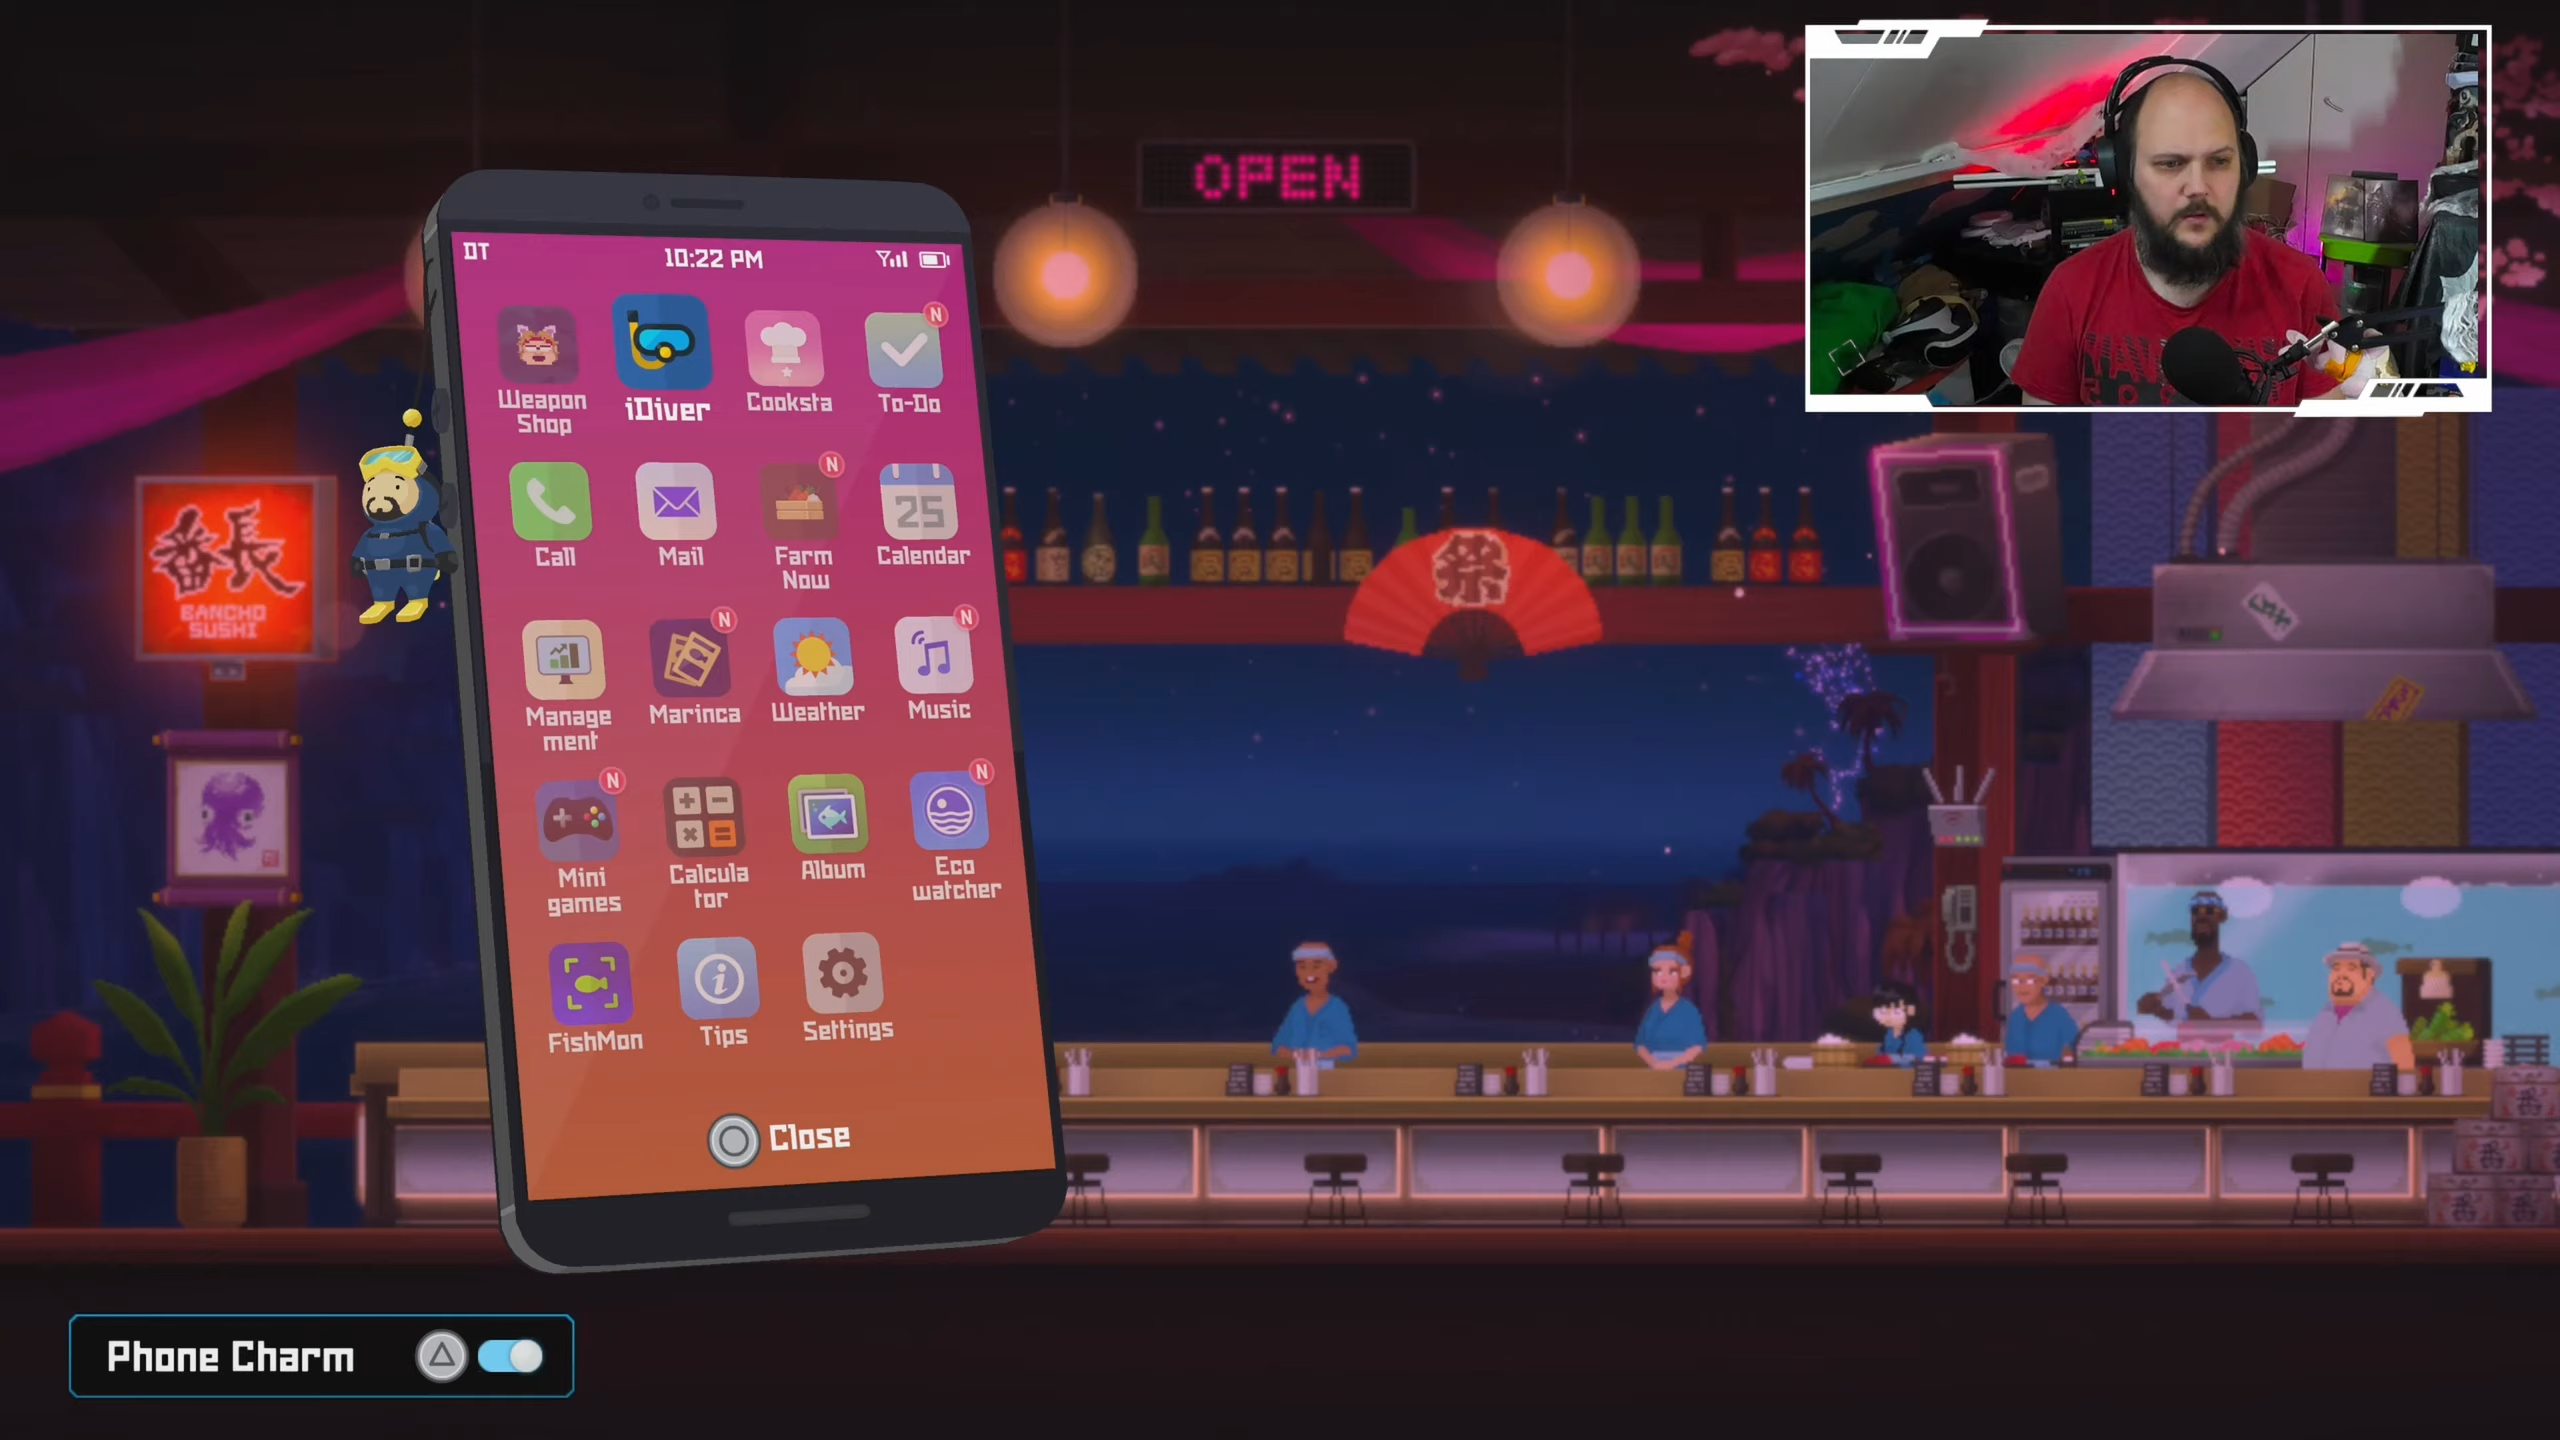 OPEN
DT
10:22 PM
Weapon
Shop
iDiver
Cooksta
N
To-Do
Call
Mail
N
Farm
Now
25
Calendar
Manage
ment
N
Marinca
Weather
N
Music
N
Mini
games
Calcula
tor
Album
N
Eco
watcher
FishMon
Tips
Settings
Close
番長
BANCHO
SUSHI
祭
Phone Charm